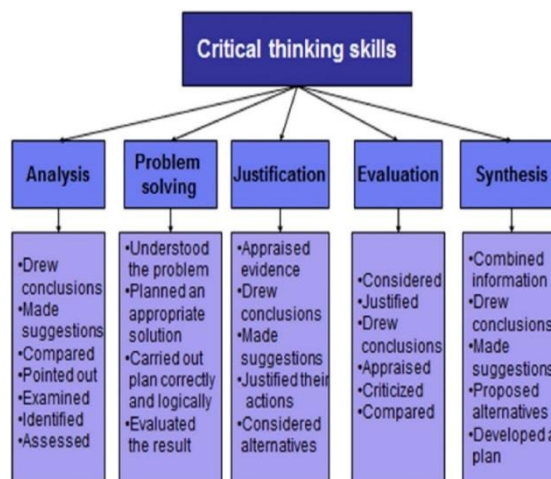 Critical thinking skills
Analysis
•Drew
conclusions
•Made
suggestions
•Compared
•Pointed out
•Examined
•Identified
•Assessed
Problem
solving
•Understood
the problem
•Planned an
appropriate
solution
•Carried out
plan correctly
and logically
•Evaluated
the result
Justification
•Appraised
evidence
•Drew
conclusions
•Made
suggestions
•Justified their
actions
•Considered
alternatives
Evaluation
•Considered
•Justified
•Drew
conclusions
•Appraised
•Criticized
•Compared
Synthesis
•Combined
information
•Drew
conclusions
•Made
suggestions
•Proposed
alternatives
•Developed a
plan